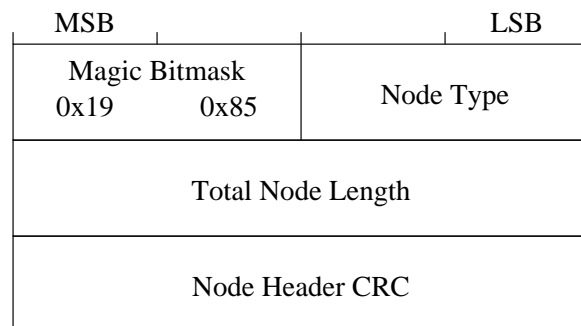 MSB LSB
Magic Bitmask
0x19 0x85
Node Type
Total Node Length
Node Header CRC